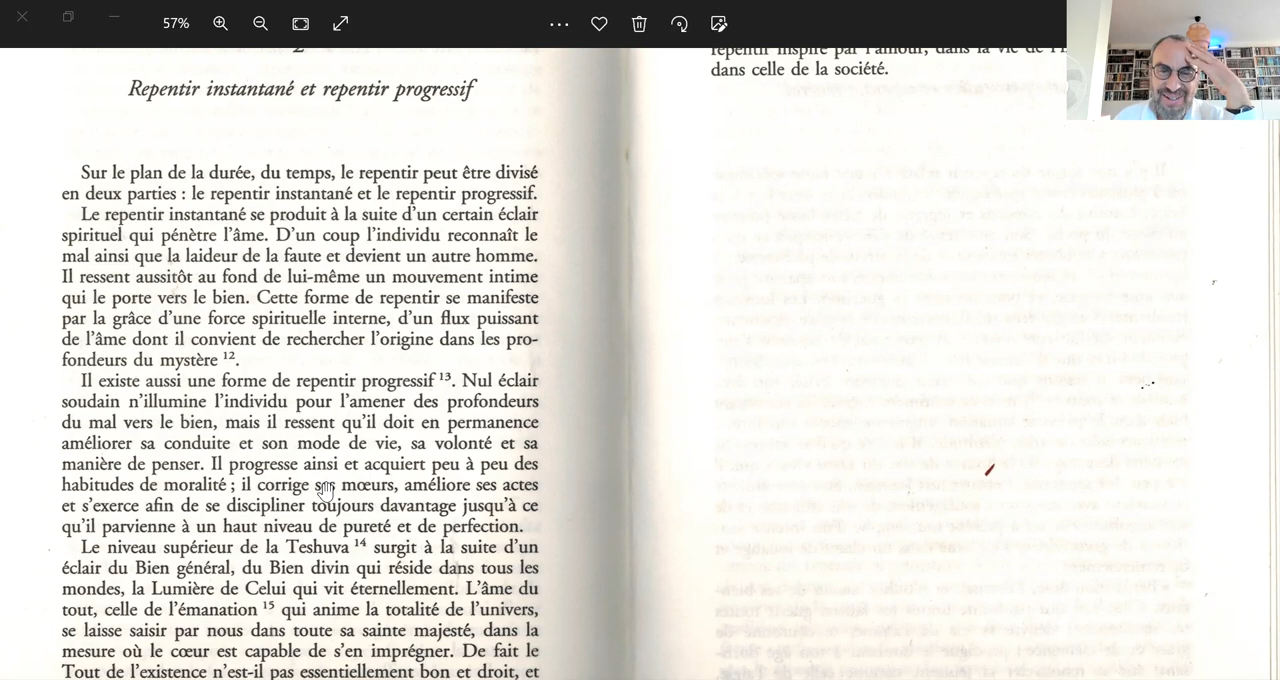 57%
2
Repentir instantané et repentir progressif
Sur le plan de la durée, du temps, le repentir peut être divisé
en deux parties : le repentir instantané et le repentir progressif.
Le repentir instantané se produit à la suite d'un certain éclair
spirituel qui pénètre l'âme. D'un coup l'individu reconnaît le
mal ainsi que la laideur de la faute et devient un autre homme.
Il ressent aussitôt au fond de lui-même un mouvement intime
qui le porte vers le bien. Cette forme de repentir se manifeste
par la grâce d'une force spirituelle interne, d'un flux puissant
de l'âme dont il convient de rechercher l'origine dans les pro-
fondeurs du mystère 12.
Il existe aussi une forme de repentir progressif 13. Nul éclair
soudain n'illumine l'individu pour l'amener des profondeurs
du mal vers le bien, mais il ressent qu'il doit en permanence
améliorer sa conduite et son mode de vie, sa volonté et sa
manière de penser. Il progresse ainsi et acquiert peu à peu des
habitudes de moralité ; il corrige ses mœurs, améliore ses actes
et s'exerce afin de se discipliner toujours davantage jusqu'à ce
qu'il parvienne à un haut niveau de pureté et de perfection.
Le niveau supérieur de la Teshuva 14 surgit à la suite d'un
éclair du Bien général, du Bien divin qui réside dans tous les
mondes, la Lumière de Celui qui vit éternellement. L'âme du
tout, celle de l'émanation 15 qui anime la totalité de l'univers,
se laisse saisir par nous dans toute sa sainte majesté, dans la
mesure où le cœur est capable de s'en imprégner. De fait le
Tout de l'existence n'est-il pas essentiellement bon et droit, et
repentir inspiré par l'amour, dans la vie de
dans celle de la société.